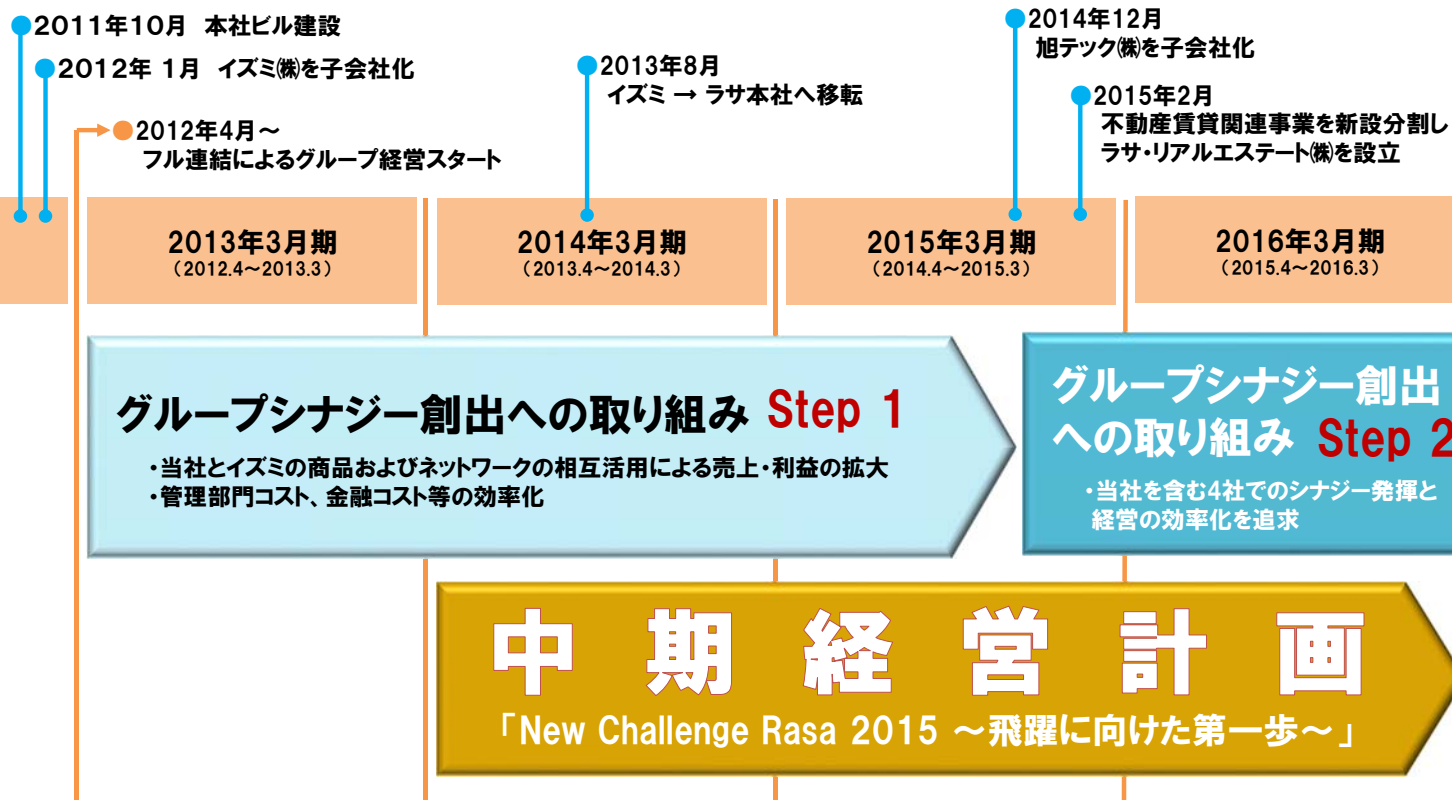 2011年10月 本社ビル建設
2012年 1月 イズミ㈱を子会社化
2012年4月～
フル連結によるグループ経営スタート
2013年8月
イズミ → ラサ本社へ移転
2014年12月
旭テック㈱を子会社化
2015年2月
不動産賃貸関連事業を新設分割し
ラサ・リアルエステート㈱を設立
2013年3月期
（2012.4～2013.3）
2014年3月期
（2013.4～2014.3）
2015年3月期
（2014.4～2015.3）
2016年3月期
（2015.4～2016.3）
グループシナジー創出への取り組み Step 1
・当社とイズミの商品およびネットワークの相互活用による売上・利益の拡大
・管理部門コスト、金融コスト等の効率化
グループシナジー創出
への取り組み Step 2
・当社を含む4社でのシナジー発揮と
経営の効率化を追求
中期経営計画
「New Challenge Rasa 2015 ～飛躍に向けた第一歩～」